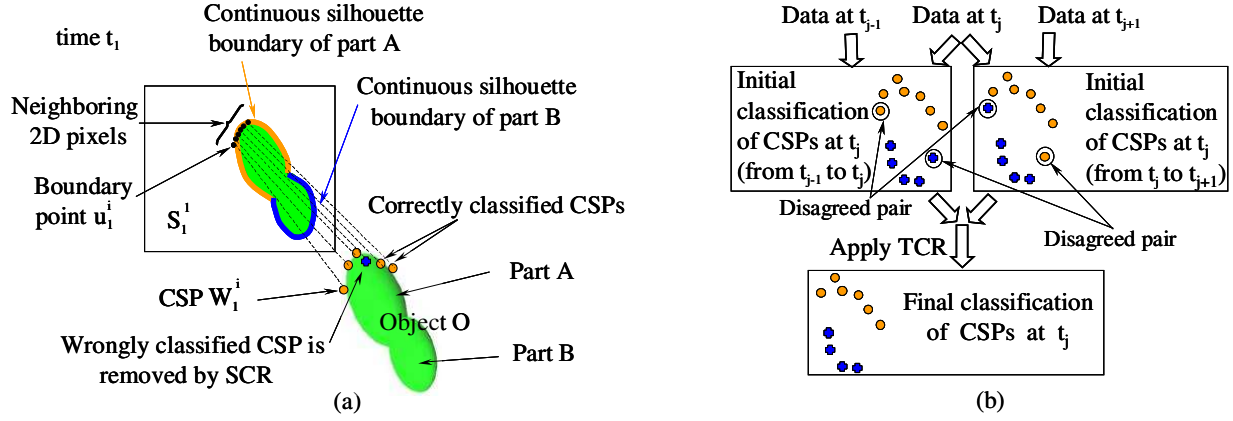 time t1
Continuous silhouette
boundary of part A
Continuous silhouette
boundary of part B
Neighboring
2D pixels
Boundary
point u1^i
S1^1
Correctly classified CSPs
CSP W1^i
Part A
Object O
Part B
Wrongly classified CSP is
removed by SCR
(a)
Data at tj-1
Data at tj
Data at tj+1
Initial
classification
of CSPs at tj
(from tj-1 to tj)
Initial
classification
of CSPs at tj
(from tj to tj+1)
Disagreed pair
Disagreed pair
Apply TCR
Final classification
of CSPs at tj
(b)